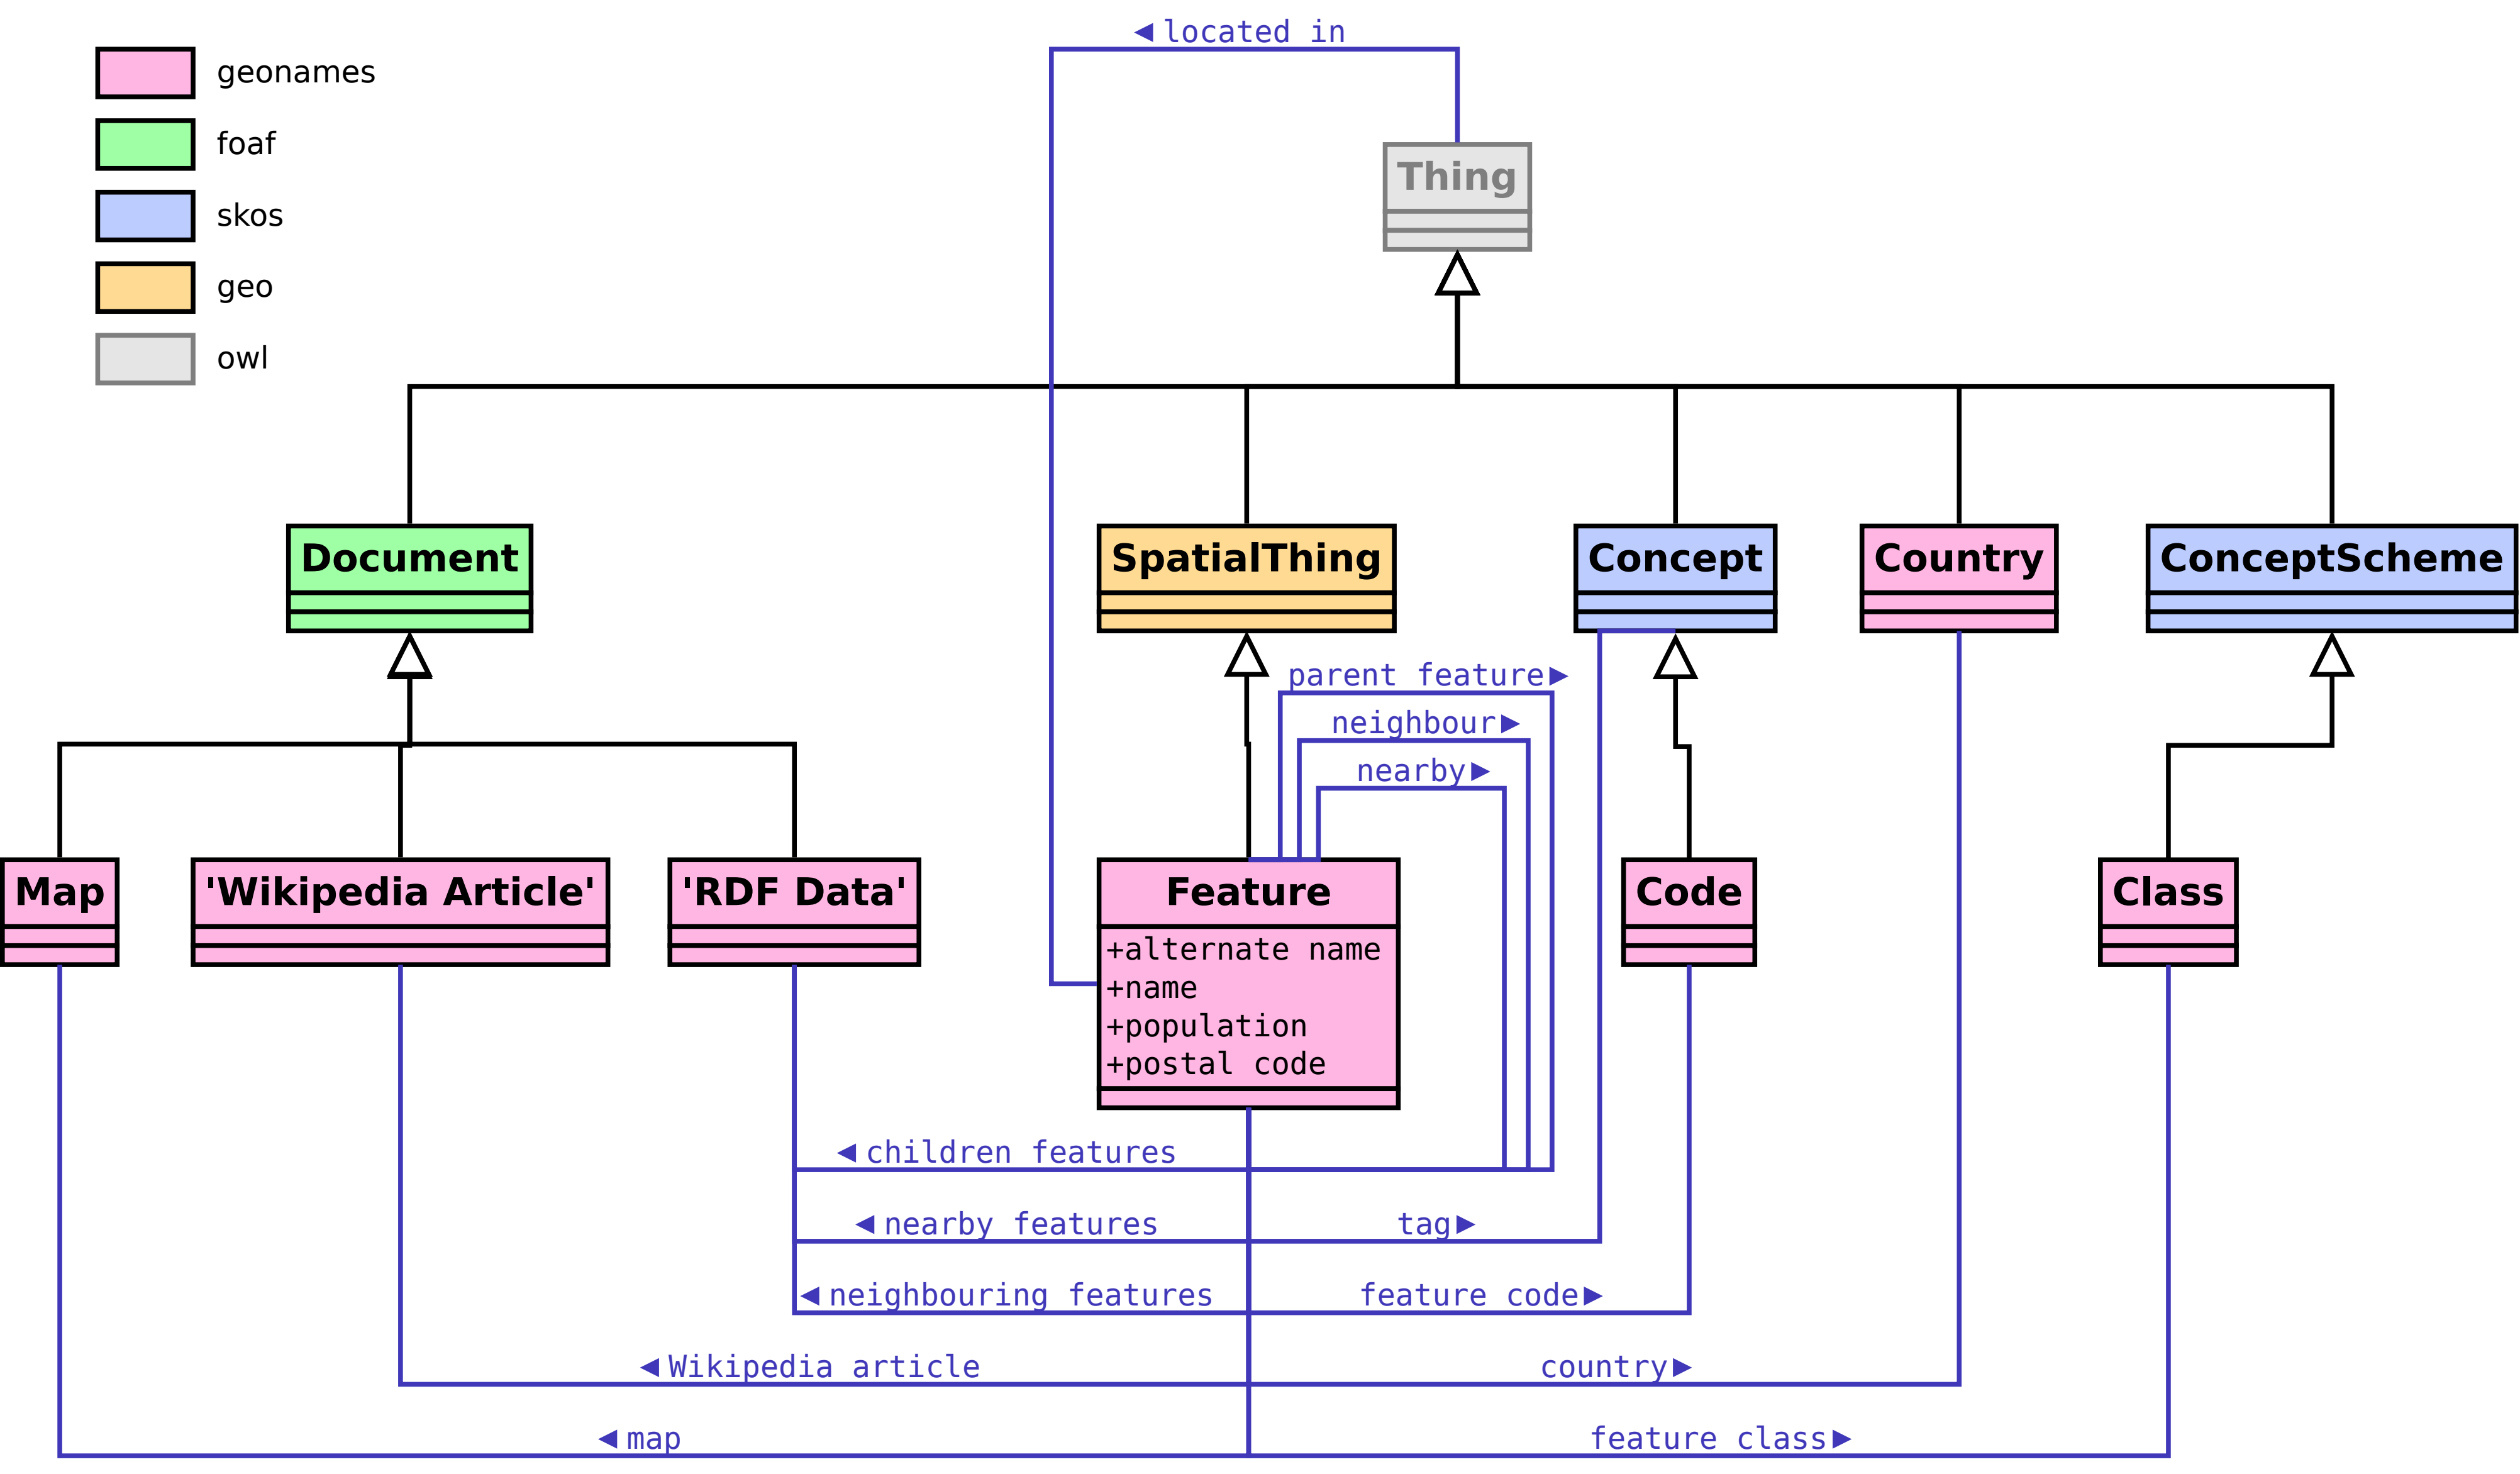 ◄ located in
geonames
foaf
skos
geo
owl
Thing
Document
SpatialThing
Concept
Country
ConceptScheme
parent feature►
neighbour►
nearby►
Map
'Wikipedia Article'
'RDF Data'
Feature
+alternate name
+name
+population
+postal code
Code
Class
◄ children features
◄ nearby features
tag►
◄ neighbouring features
feature code►
◄ Wikipedia article
country►
◄ map
feature class►